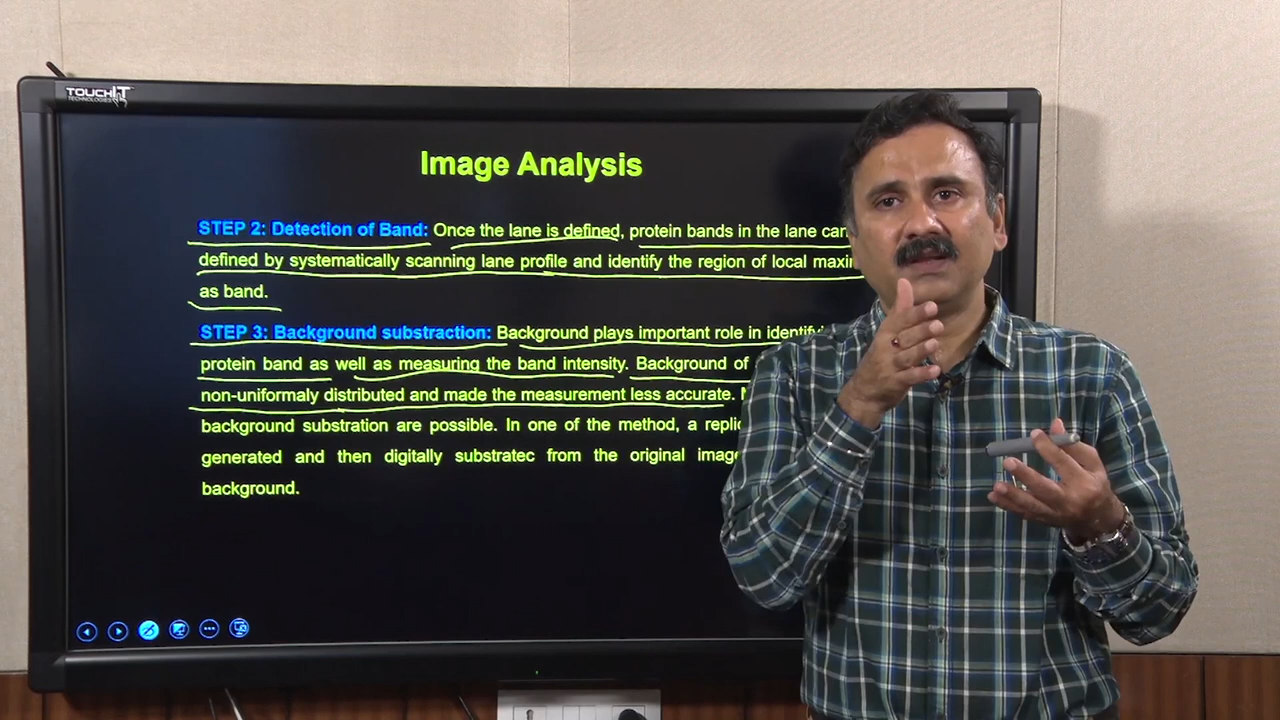 TOUCHIT
TECHNOLOGIES
Image Analysis
STEP 2: Detection of Band: Once the lane is defined, protein bands in the lane can
defined by systematically scanning lane profile and identify the region of local
as band.
STEP 3: Background substraction: Background plays important role in
protein band as well as measuring the band intensity. Background of
non-uniformaly distributed and made the measurement less accurate.
background substration are possible. In one of the method, a
generated and then digitally substratec from the original
background.